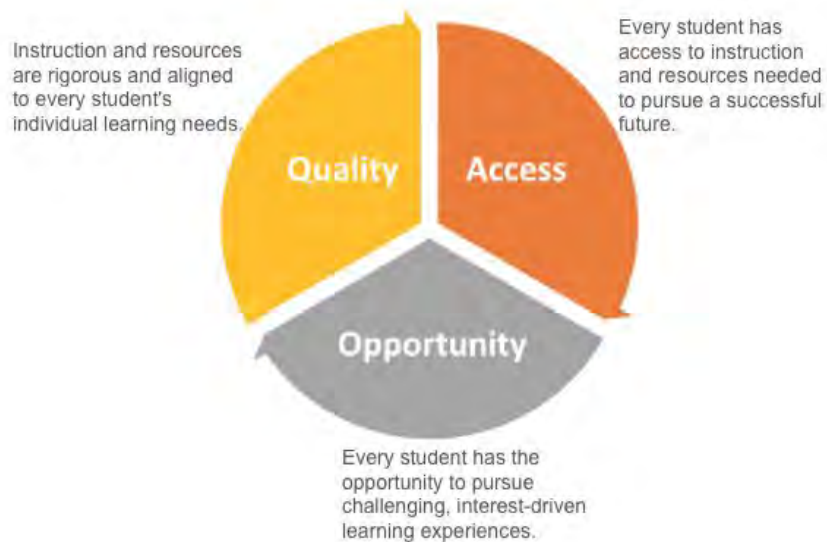 Instruction and resources
are rigorous and aligned
to every student's
individual learning needs.
Every student has
access to instruction
and resources needed
to pursue a successful
future.
Quality
Access
Opportunity
Every student has the
opportunity to pursue
challenging, interest-driven
learning experiences.